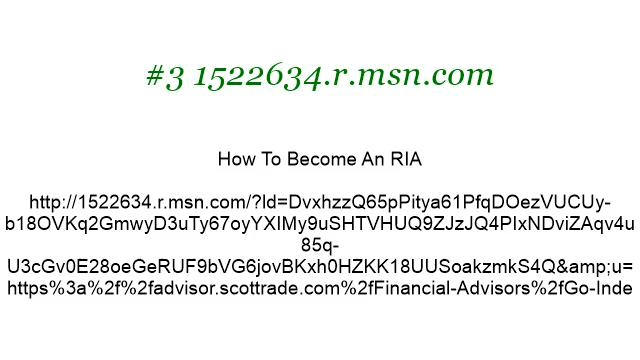 #3 1522634.r.msn.com
How To Become An RIA
http://1522634.r.msn.com/?ld=DvxhzzQ65pPitya61PfqDOezVUCUy-
b18OVKq2GmwyD3uTy67oyYXIMy9uSHTVHUQ9ZJzJQ4PIxNDviZAqv4u
85q-
U3cGv0E28oeGeRUF9bVG6jovBKxh0HZKK18UUSoakzmkS4Q&amp;u=
https%3a%2f%2fadvisor.scottrade.com%2fFinancial-Advisors%2fGo-Inde